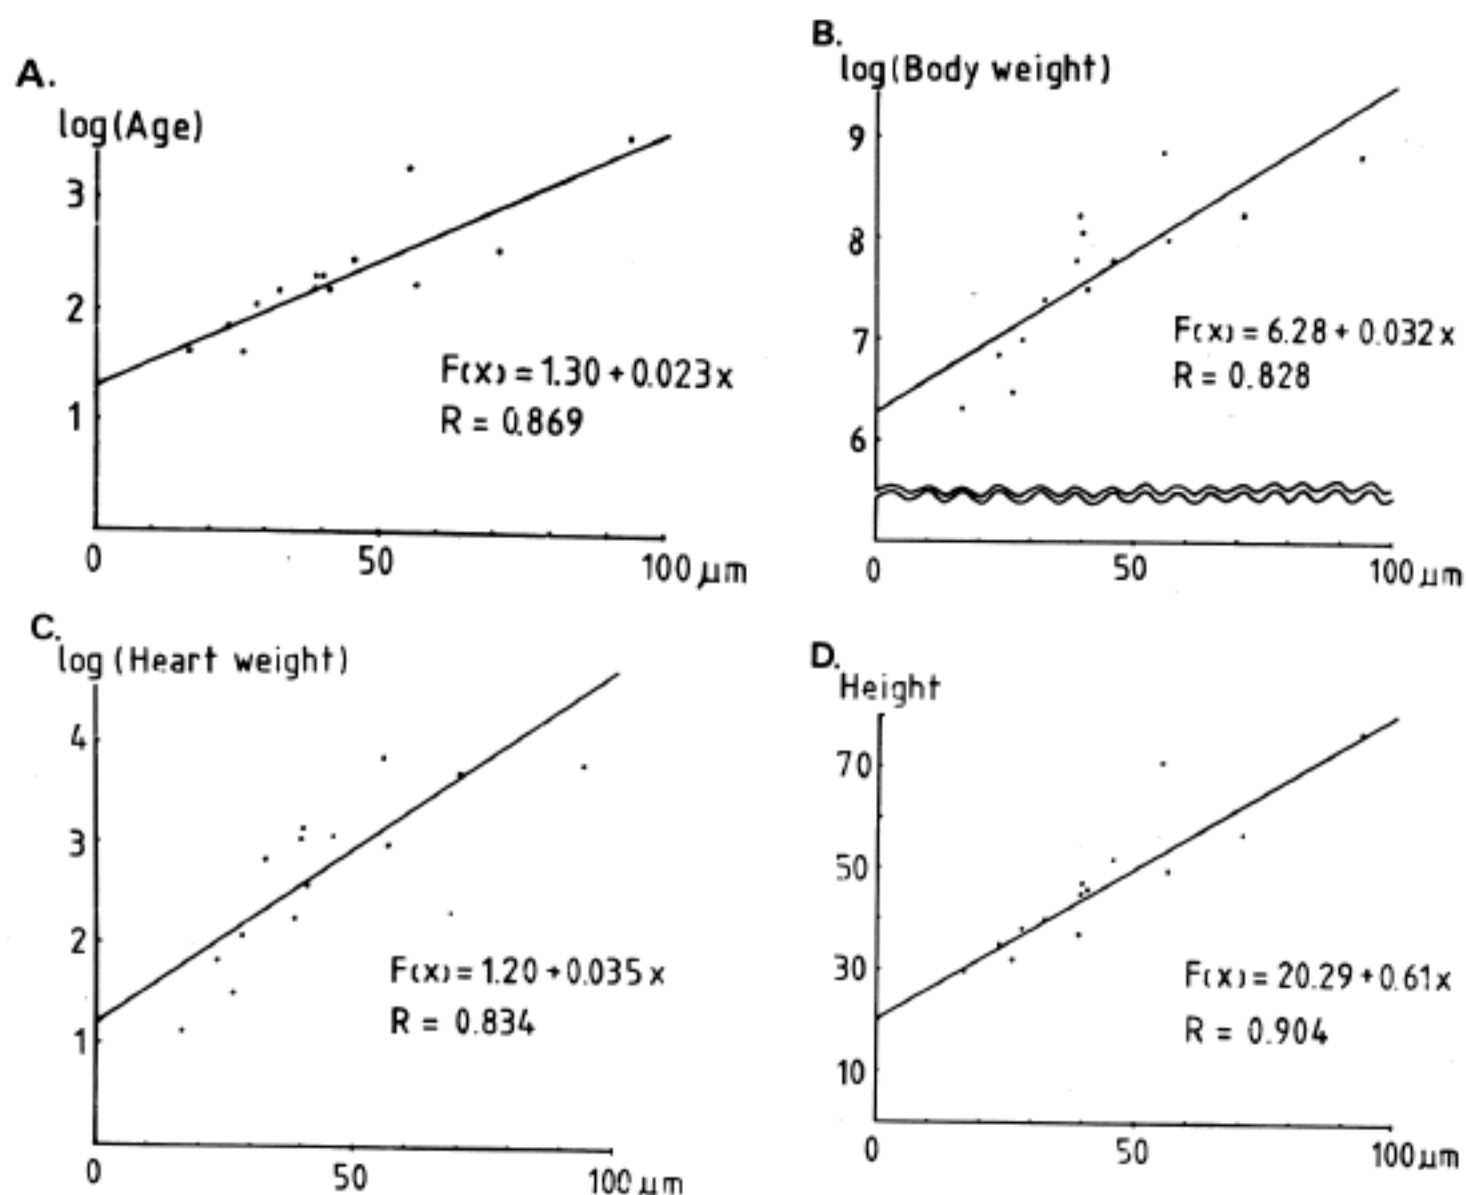 A.
log(Age)
3
2
1
F(x) = 1.30 + 0.023x
R = 0.869
0 50 100 μm
B.
log(Body weight)
9
8
7
6
F(x) = 6.28 + 0.032x
R = 0.828
0 50 100 μm
C.
log (Heart weight)
4
3
2
1
F(x) = 1.20 + 0.035x
R = 0.834
0 50 100 μm
D.
Height
70
50
30
10
F(x) = 20.29 + 0.61x
R = 0.904
0 50 100 μm